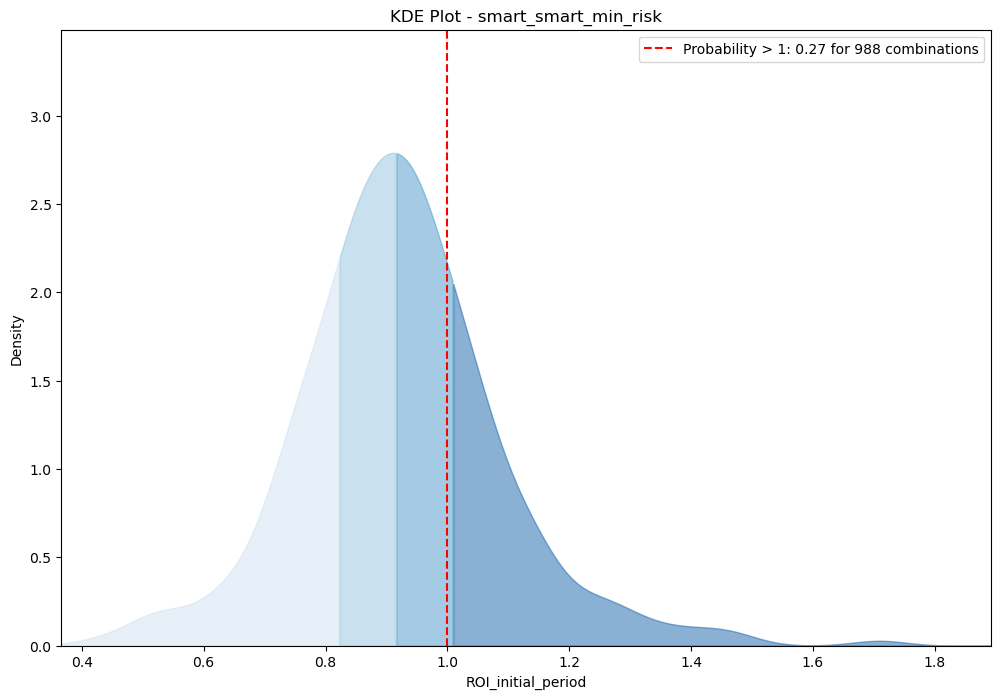 KDE Plot - smart_smart_min_risk
Probability > 1: 0.27 for 988 combinations
Density
3.0
2.5
2.0
1.5
1.0
0.5
0.0
0.4 0.6 0.8 1.0 1.2 1.4 1.6 1.8
ROI_initial_period